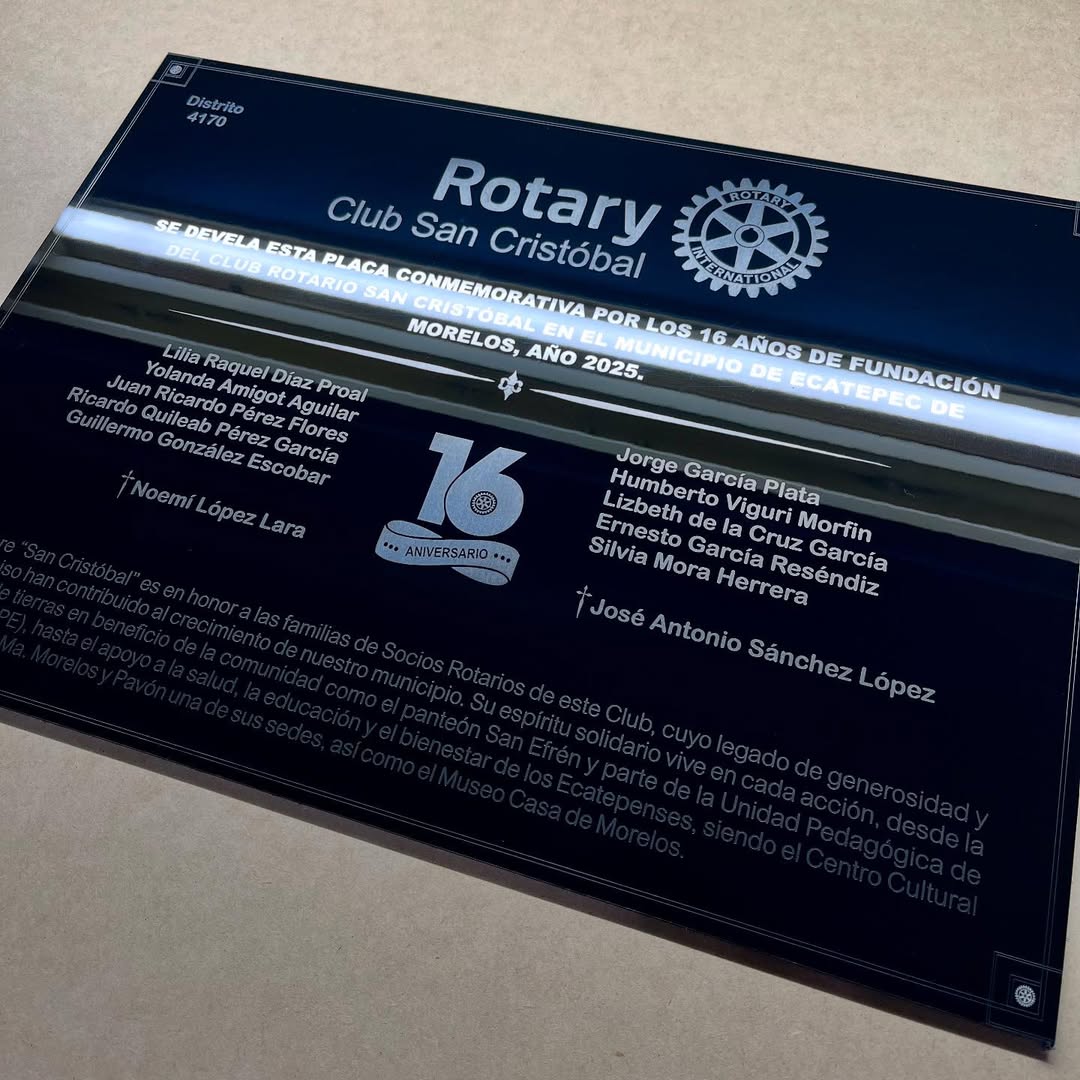 Distrito
4170
Rotary
Club San Cristóbal
ROTARY
INTERNATIONAL
SE DEVELA ESTA PLACA CONMEMORATIVA POR LOS 16 AÑOS DE FUNDACIÓN
DEL CLUB ROTARIO SAN CRISTÓBAL EN EL MUNICIPIO DE ECATEPEC DE
MORELOS, AÑO 2025.
Lilia Raquel Díaz Proal
Yolanda Amigot Aguilar
Juan Ricardo Pérez Flores
Ricardo Quileab Pérez García
Guillermo González Escobar
†Noemí López Lara
16
ANIVERSARIO
Jorge García Plata
Humberto Viguri Morfin
Lizbeth de la Cruz García
Ernesto García Reséndiz
Silvia Mora Herrera
†José Antonio Sánchez López
“San Cristóbal” es en honor a las familias de Socios Rotarios de este Club, cuyo legado de generosidad y
han contribuido al crecimiento de nuestro municipio. Su espíritu solidario vive en cada acción, desde la
tierras en beneficio de la comunidad como el panteón San Efrén y parte de la Unidad Pedagógica de
hasta el apoyo a la salud, la educación y el bienestar de los Ecatepenses, siendo el Centro Cultural
Ma. Morelos y Pavón una de sus sedes, así como el Museo Casa de Morelos.